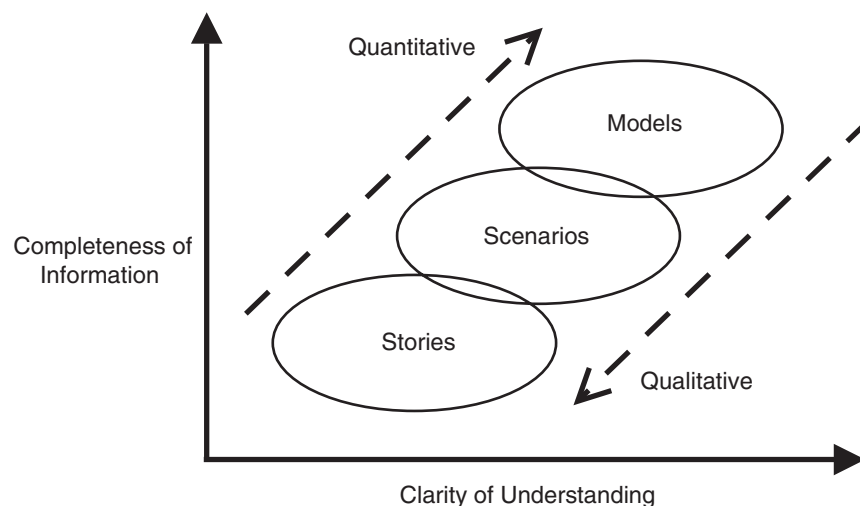 Quantitative
Models
Scenarios
Completeness of
Information
Stories
Qualitative
Clarity of Understanding